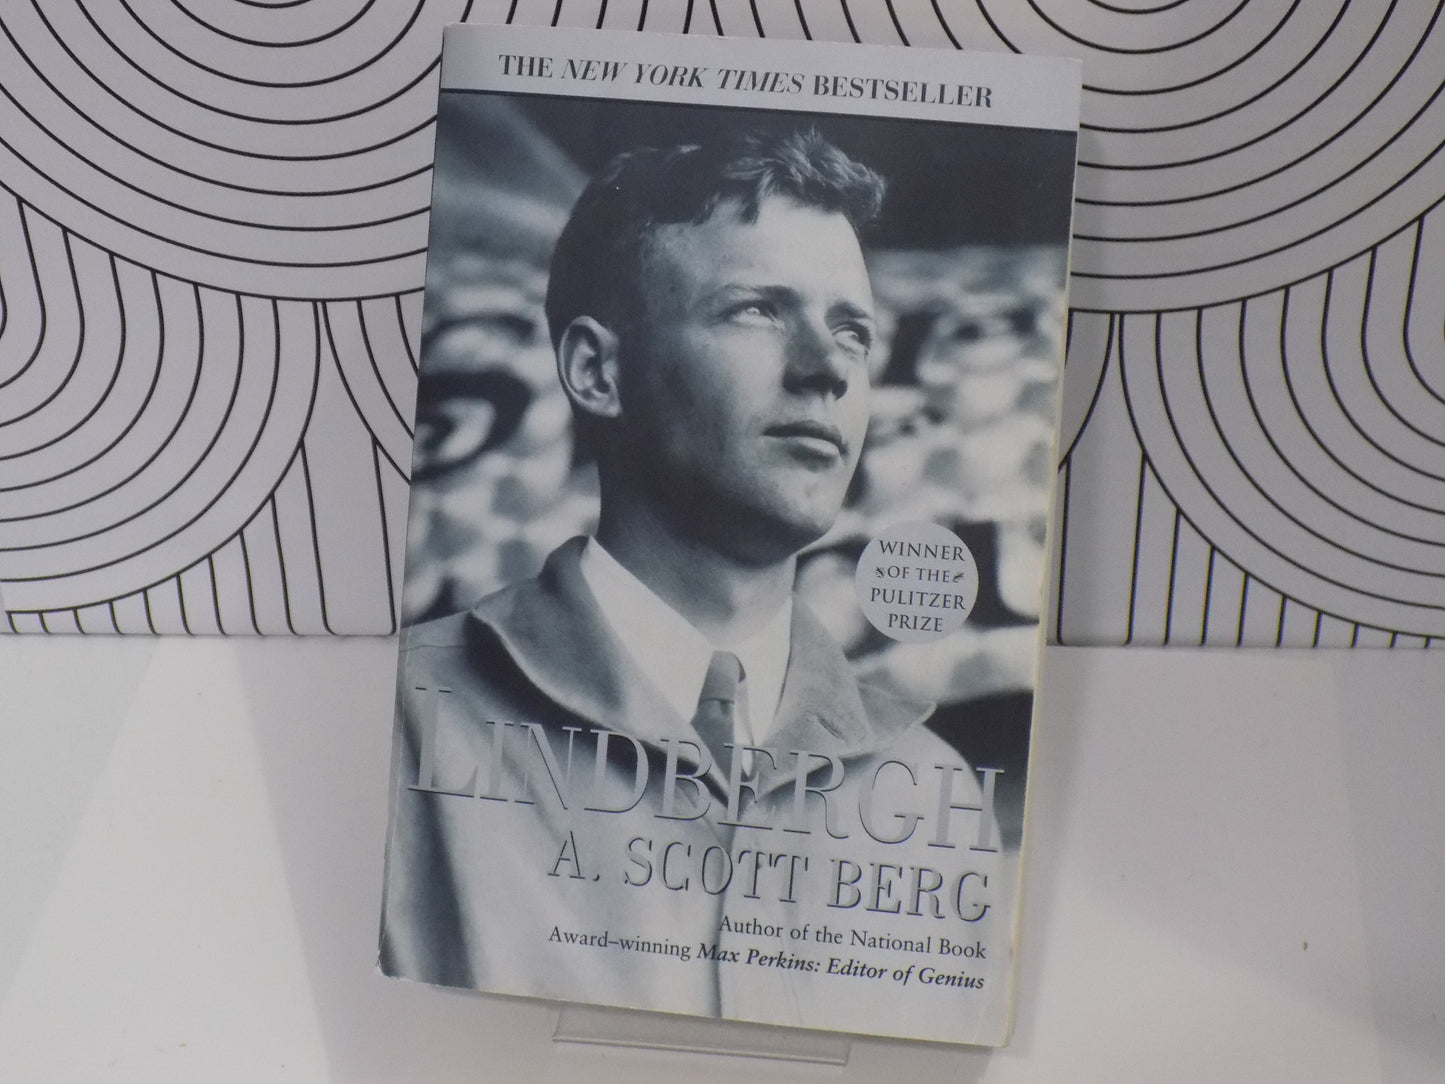 THE NEW YORK TIMES BESTSELLER
WINNER
OF THE
PULITZER
PRIZE
LINDBERGH
A. SCOTT BERG
Author of the National Book
Award–winning Max Perkins: Editor of Genius